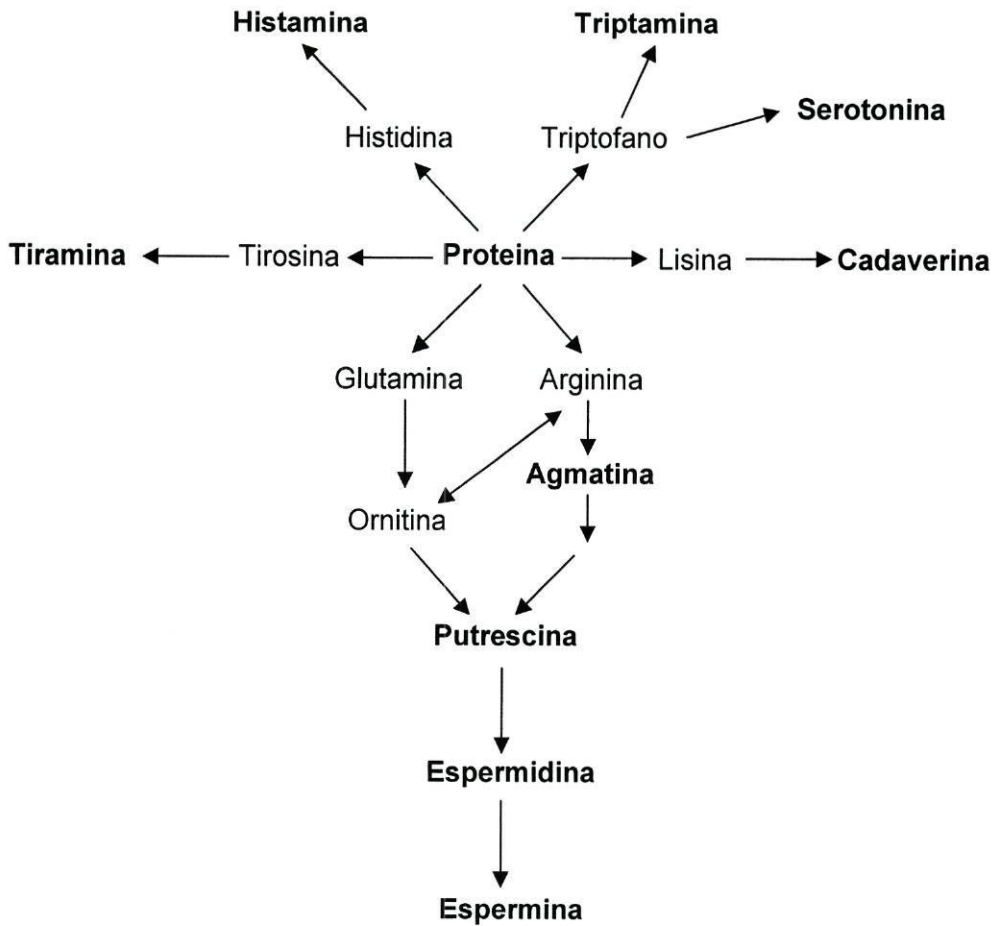 Histamina Triptamina
Serotonina
Histidina Triptofano
Tiramina Tirosina Proteina Lisina Cadaverina
Glutamina Arginina
Agmatina
Ornitina
Putrescina
Espermidina
Espermina